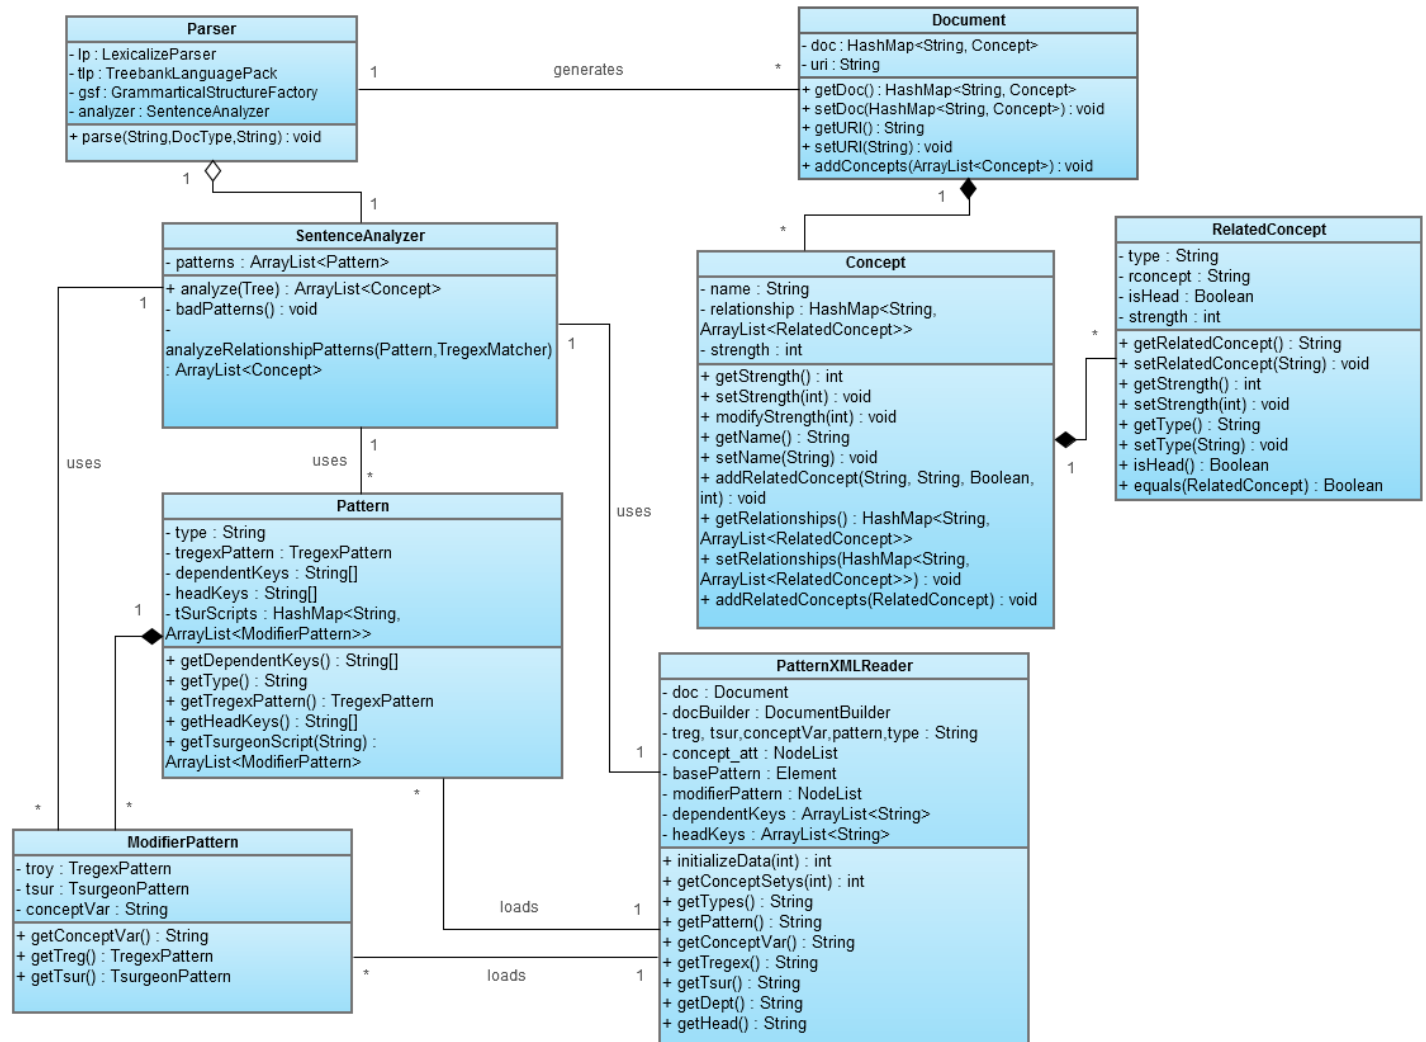 Parser
- lp : LexicalizeParser
- tlp : TreebankLanguagePack
- gsf : GrammarticalStructureFactory
- analyzer : SentenceAnalyzer
+ parse(String,DocType,String) : void
1
generates
*
Document
- doc : HashMap<String, Concept>
- uri : String
+ getDoc() : HashMap<String, Concept>
+ setDoc(HashMap<String, Concept>) : void
+ getURI() : String
+ setURI(String) : void
+ addConcepts(ArrayList<Concept>) : void
1
1
1
*
SentenceAnalyzer
- patterns : ArrayList<Pattern>
+ analyze(Tree) : ArrayList<Concept>
- badPatterns() : void
-
analyzeRelationshipPatterns(Pattern,TregexMatcher)
: ArrayList<Concept>
1
1
1
uses
uses
*
uses
Concept
- name : String
- relationship : HashMap<String,
ArrayList<RelatedConcept>>
- strength : int
+ getStrength() : int
+ setStrength(int) : void
+ modifyStrength(int) : void
+ getName() : String
+ setName(String) : void
+ addRelatedConcept(String, String, Boolean,
int) : void
+ getRelationships() : HashMap<String,
ArrayList<RelatedConcept>>
+ setRelationships(HashMap<String,
ArrayList<RelatedConcept>>) : void
+ addRelatedConcepts(RelatedConcept) : void
*
1
RelatedConcept
- type : String
- rconcept : String
- isHead : Boolean
- strength : int
+ getRelatedConcept() : String
+ setRelatedConcept(String) : void
+ getStrength() : int
+ setStrength(int) : void
+ getType() : String
+ setType(String) : void
+ isHead() : Boolean
+ equals(RelatedConcept) : Boolean
Pattern
- type : String
- tregexPattern : TregexPattern
- dependentKeys : String[]
- headKeys : String[]
- tSurScripts : HashMap<String,
ArrayList<ModifierPattern>>
+ getDependentKeys() : String[]
+ getType() : String
+ getTregexPattern() : TregexPattern
+ getHeadKeys() : String[]
+ getTsurgeonScript(String) :
ArrayList<ModifierPattern>
1
*
*
*
1
loads
1
ModifierPattern
- troy : TregexPattern
- tsur : TsurgeonPattern
- conceptVar : String
+ getConceptVar() : String
+ getTreg() : TregexPattern
+ getTsur() : TsurgeonPattern
*
loads
1
PatternXMLReader
- doc : Document
- docBuilder : DocumentBuilder
- treg, tsur,conceptVar,pattern,type : String
- concept_att : NodeList
- basePattern : Element
- modifierPattern : NodeList
- dependentKeys : ArrayList<String>
- headKeys : ArrayList<String>
+ initializeData(int) : int
+ getConceptSetys(int) : int
+ getTypes() : String
+ getPattern() : String
+ getConceptVar() : String
+ getTregex() : String
+ getTsur() : String
+ getDept() : String
+ getHead() : String